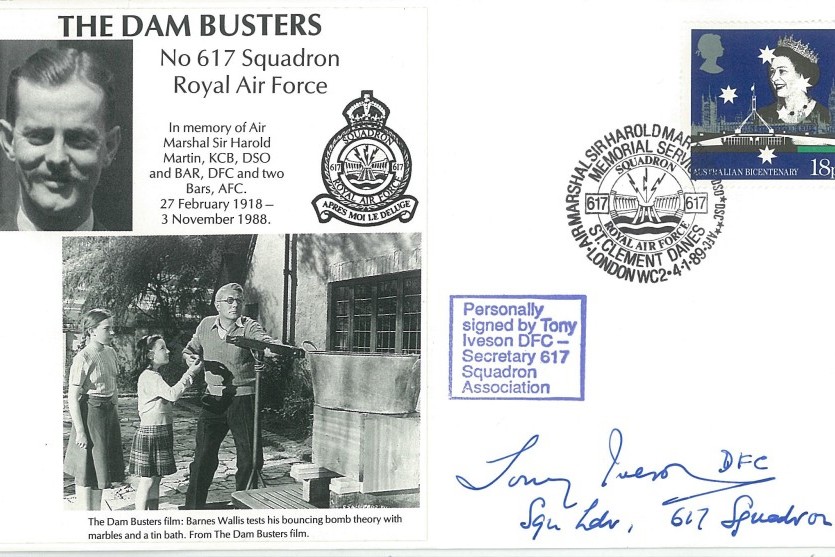 THE DAM BUSTERS
No 617 Squadron
Royal Air Force
In memory of Air
Marshal Sir Harold
Martin, KCB, DSO
and BAR, DFC and two
Bars, AFC.
27 February 1918 –
3 November 1988.
SQUADRON
617 617
ROYAL AIR FORCE
APRES MOI LE DELUGE
The Dam Busters film: Barnes Wallis tests his bouncing bomb theory with
marbles and a tin bath. From The Dam Busters film.
AIR MARSHAL SIR HAROLD MAR
MEMORIAL SERVI
SQUADRON
617 617
ROYAL AIR FORCE
ST. CLEMENT DANES
LONDON WC2•4•1•89
AUSTRALIAN BICENTENARY
18p
Personally
signed by Tony
Iveson DFC –
Secretary 617
Squadron
Association
Tony Iveson DFC
Sqn Ldr, 617 Squadron